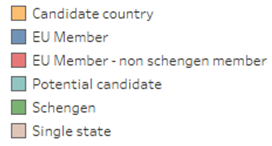 Candidate country
EU Member
EU Member - non schengen member
Potential candidate
Schengen
Single state